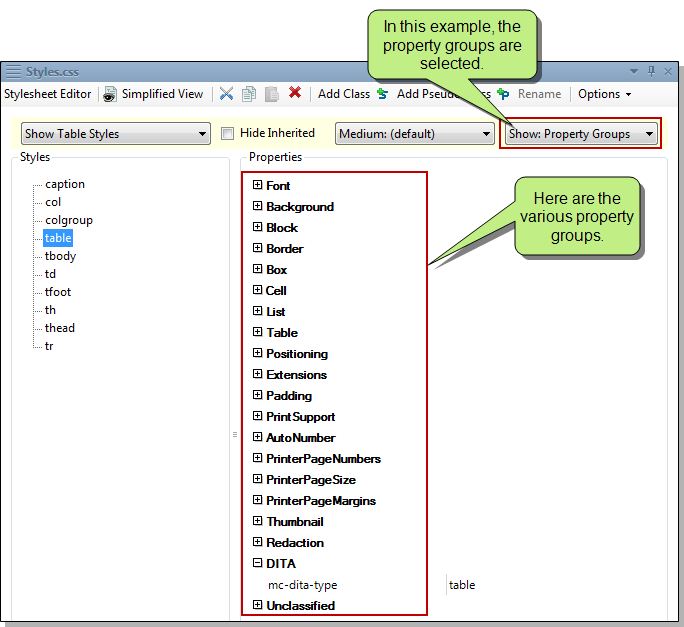 In this example, the
property groups are
selected.
Styles.css
Stylesheet Editor Simplified View Add Class Add Pseudo ss Rename Options
Show Table Styles Hide Inherited Medium: (default) Show: Property Groups
Styles Properties
caption
col
colgroup
table
tbody
td
tfoot
th
thead
tr
Font
Background
Block
Border
Box
Cell
List
Table
Positioning
Extensions
Padding
PrintSupport
AutoNumber
PrinterPageNumbers
PrinterPageSize
PrinterPageMargins
Thumbnail
Redaction
DITA
mc-dita-type table
Unclassified
Here are the
various property
groups.